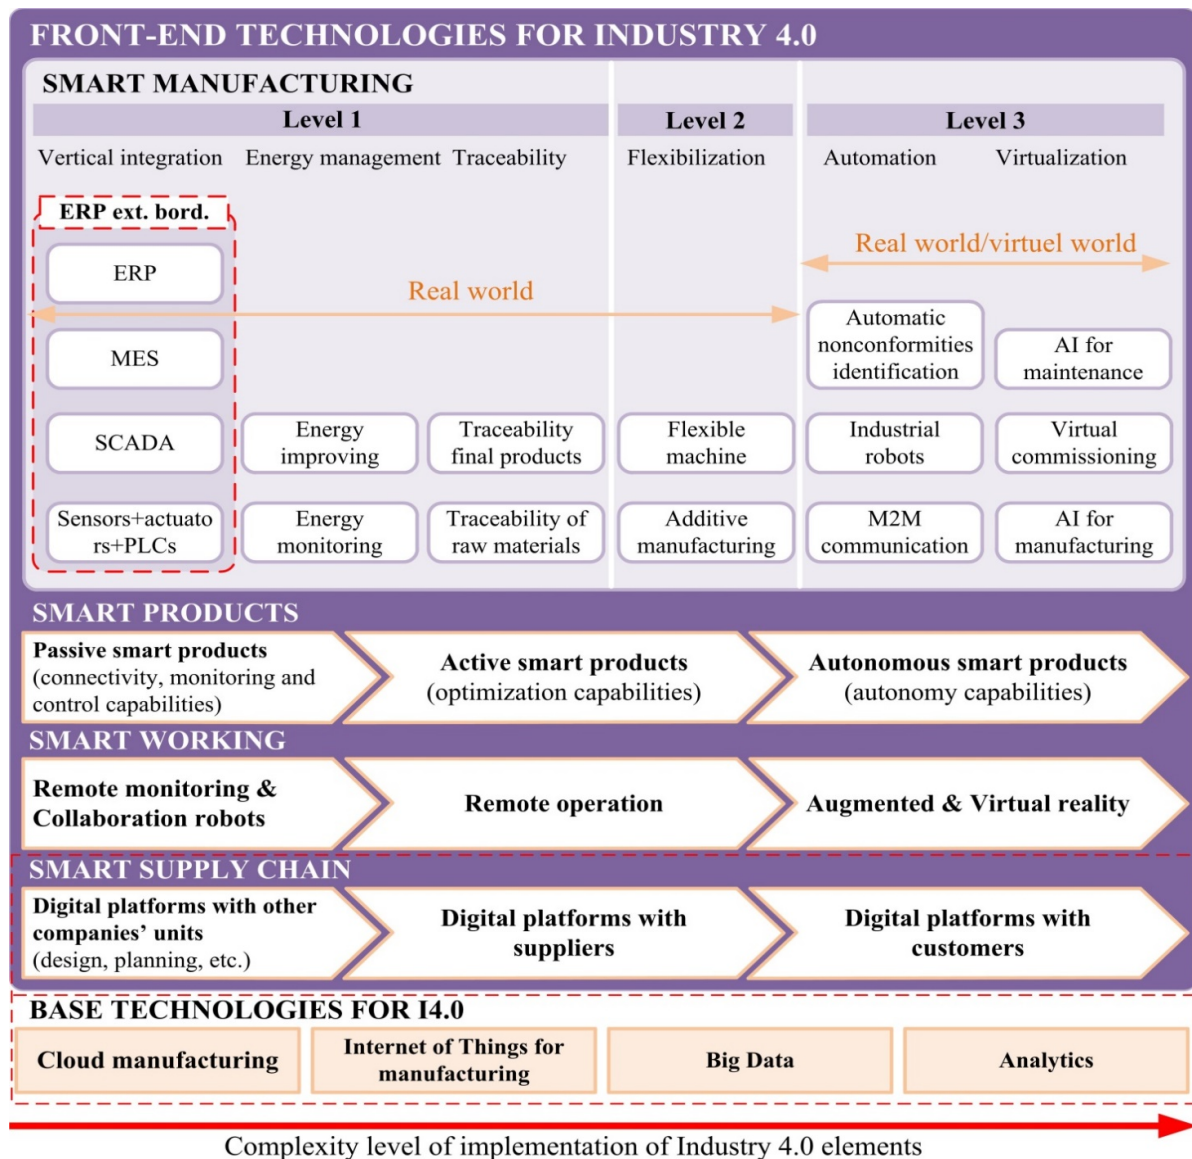 FRONT-END TECHNOLOGIES FOR INDUSTRY 4.0
SMART MANUFACTURING
Level 1
Level 2
Level 3
Vertical integration
Energy management
Traceability
Flexibilization
Automation
Virtualization
ERP ext. bord.
Real world/virtuel world
ERP
Real world
Automatic
nonconformities
identification
MES
AI for
maintenance
SCADA
Energy
improving
Traceability
final products
Flexible
machine
Industrial
robots
Virtual
commissioning
Sensors+actuato
rs+PLCs
Energy
monitoring
Traceability of
raw materials
Additive
manufacturing
M2M
communication
AI for
manufacturing
SMART PRODUCTS
Passive smart products
(connectivity, monitoring and
control capabilities)
Active smart products
(optimization capabilities)
Autonomous smart products
(autonomy capabilities)
SMART WORKING
Remote monitoring &
Collaboration robots
Remote operation
Augmented & Virtual reality
SMART SUPPLY CHAIN
Digital platforms with other
companies’ units
(design, planning, etc.)
Digital platforms with
suppliers
Digital platforms with
customers
BASE TECHNOLOGIES FOR I4.0
Cloud manufacturing
Internet of Things for
manufacturing
Big Data
Analytics
Complexity level of implementation of Industry 4.0 elements